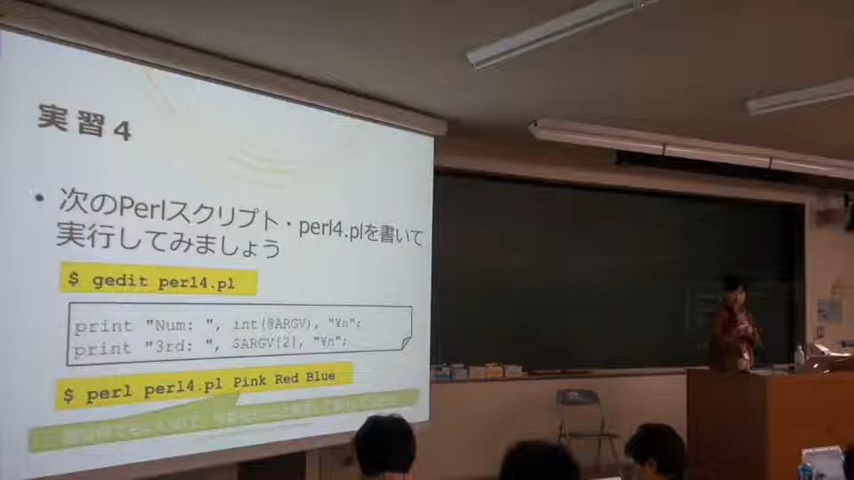 実習４
• 次のPerlスクリプト・perl4.plを書いて
実行してみましょう
$ gedit perl4.pl
print "Num: ", int(@ARGV), "¥n";
print "3rd: ", $ARGV[2], "¥n";
$ perl perl4.pl Pink Red Blue